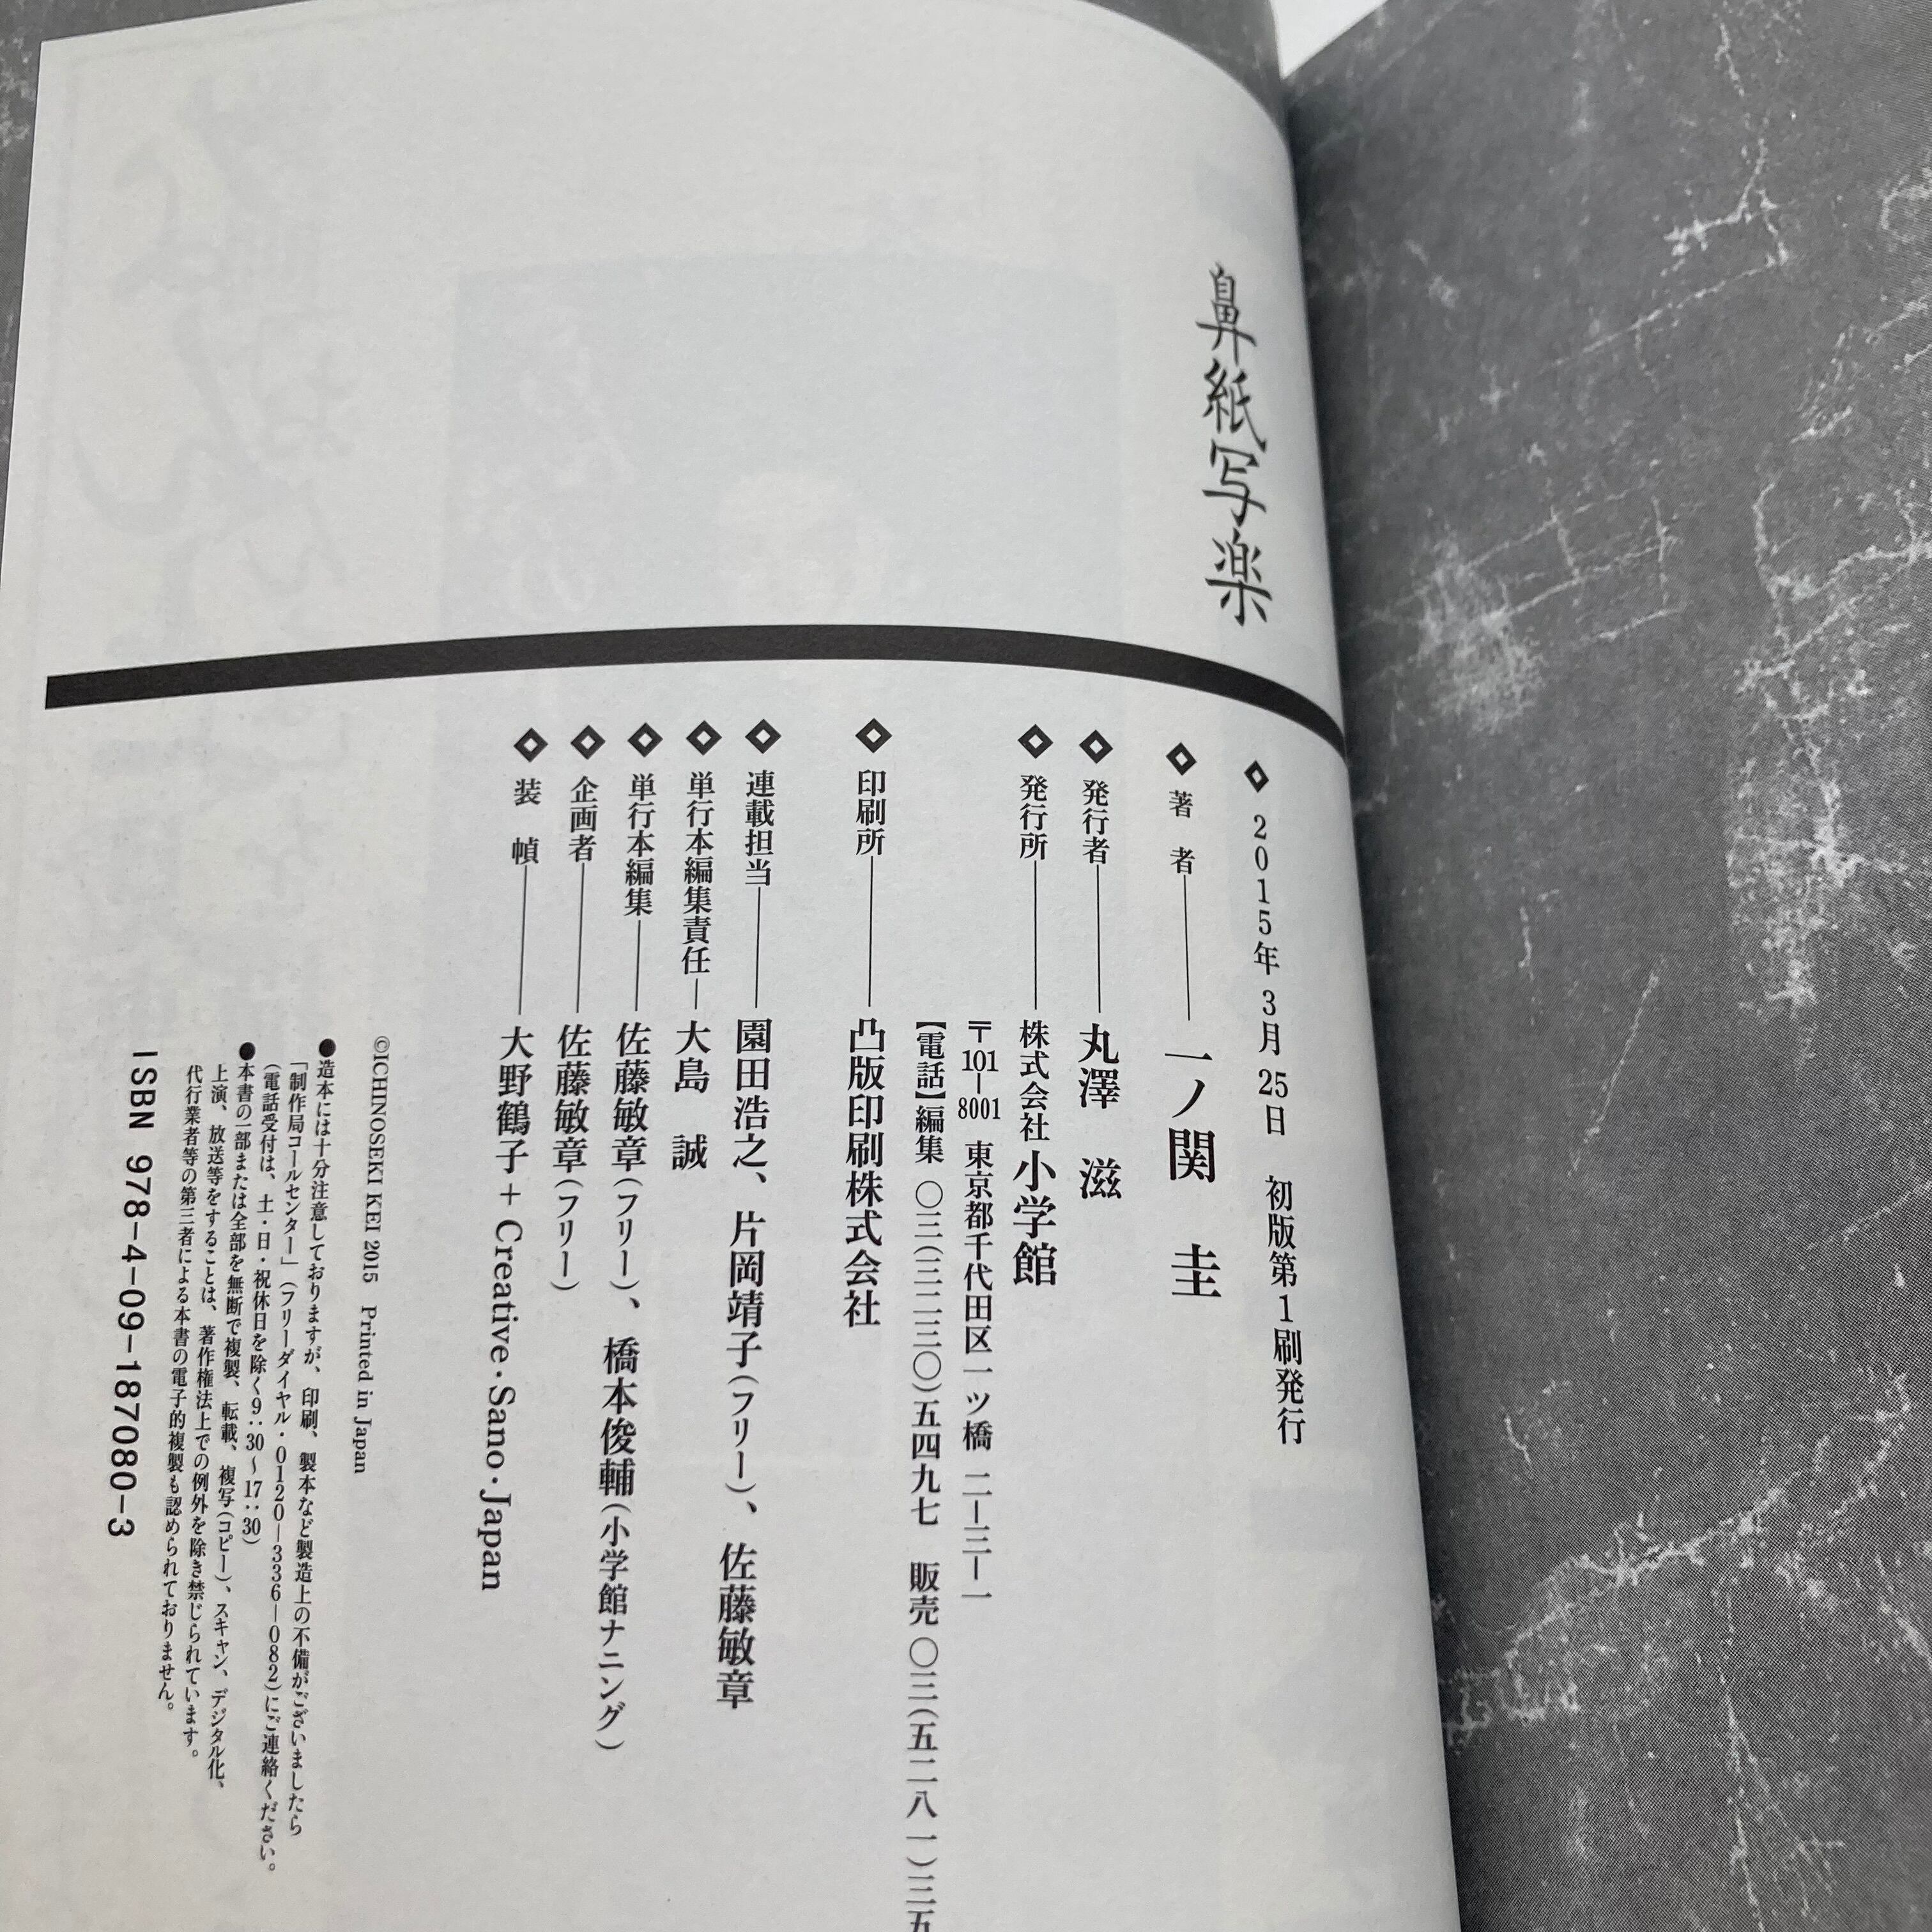 鼻紙写楽
◇2015年3月25日 初版第1刷発行
◇著 者――一ノ関 圭
◇発行者――丸澤 滋
◇発行所――株式会社 小学館
〒101-8001 東京都千代田区一ツ橋 二ー三ー一
【電話】編集 〇三(三二三〇)五四九七 販売 〇三(五二八一)三五
◇印刷所――凸版印刷株式会社
◇連載担当――園田浩之、片岡靖子(フリー)、佐藤敏章
◇単行本編集責任―大島 誠
◇単行本編集――佐藤敏章(フリー)、橋本俊輔(小学館ナニング)
◇企画者――佐藤敏章(フリー)
◇装 幀――大野鶴子+Creative・Sano・Japan
©ICHINOSEKI KEI 2015 Printed in Japan
●造本には十分注意しておりますが、印刷、製本など製造上の不備がございましたら
「制作局コールセンター」(フリーダイヤル・0120-336-082)にご連絡ください。
(電話受付は、土・日・祝休日を除く9:30~17:30)
●本書の一部または全部を無断で複製、転載、複写(コピー)、スキャン、デジタル化、
上演、放送等をすることは、著作権法上での例外を除き禁じられています。
代行業者等の第三者による本書の電子的複製も認められておりません。
ISBN 978-4-09-187080-3